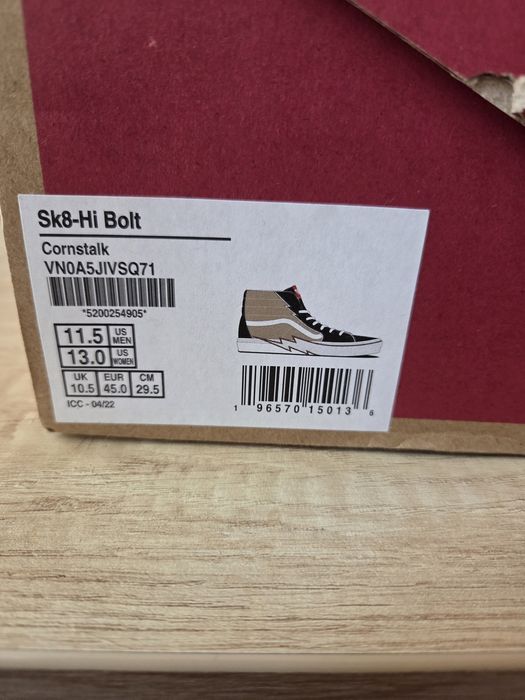 Sk8-Hi Bolt
Cornstalk
VN0A5JIVSQ71
*5200254905*
11.5 US MEN
13.0 US WOMEN
UK EUR CM
10.5 45.0 29.5
ICC - 04/22
1 96570 15013 6